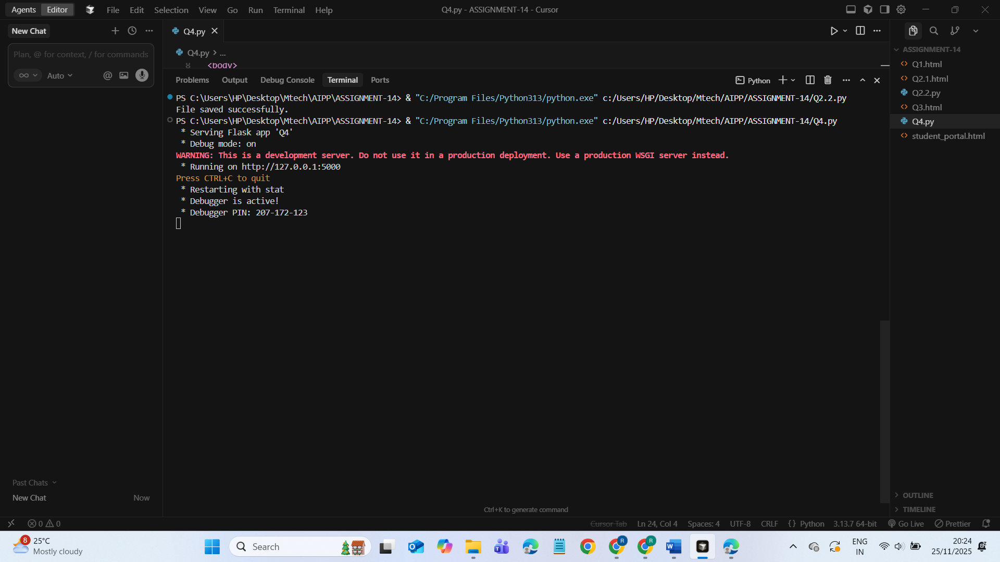 Agents Editor File Edit Selection View Go Run Terminal Help Q4.py - ASSIGNMENT-14 - Cursor
New Chat
Plan, @ for context, / for commands
Auto
Q4.py
Q4.py > ...
8 <body>
Problems Output Debug Console Terminal Ports Python
PS C:\Users\HP\Desktop\Mtech\AIPP\ASSIGNMENT-14> & "C:/Program Files/Python313/python.exe" c:/Users/HP/Desktop/Mtech/AIPP/ASSIGNMENT-14/Q2.2.py
File saved successfully.
PS C:\Users\HP\Desktop\Mtech\AIPP\ASSIGNMENT-14> & "C:/Program Files/Python313/python.exe" c:/Users/HP/Desktop/Mtech/AIPP/ASSIGNMENT-14/Q4.py
* Serving Flask app 'Q4'
* Debug mode: on
WARNING: This is a development server. Do not use it in a production deployment. Use a production WSGI server instead.
* Running on http://127.0.0.1:5000
Press CTRL+C to quit
* Restarting with stat
* Debugger is active!
* Debugger PIN: 207-172-123
Ctrl+K to generate command
ASSIGNMENT-14
Q1.html
Q2.1.html
Q2.2.py
Q3.html
Q4.py
student_portal.html
OUTLINE
TIMELINE
Past Chats
New Chat Now
0 0 Cursor Tab Ln 24, Col 4 Spaces: 4 UTF-8 CRLF {} Python 3.13.7 64-bit Go Live Prettier
8 25°C
Mostly cloudy
Search
R R
ENG
IN
20:24
25/11/2025